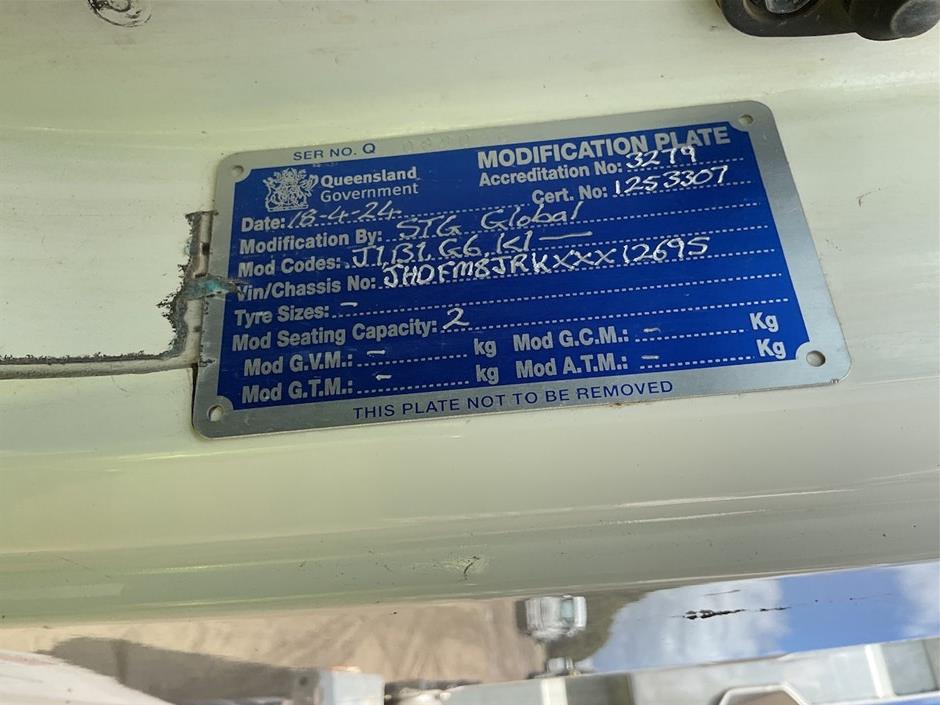 SER NO. Q
MODIFICATION PLATE
Queensland Government
Accreditation No: 3279
Cert. No: 1253307
Date: 18-4-24
Modification By: STG Global
Mod Codes: J1, B1, G6, K1 —
Vin/Chassis No: JHDFM8JRKXXX12695
Tyre Sizes: -
Mod Seating Capacity: 2
Mod G.V.M.: - kg Mod G.C.M.: - Kg
Mod G.T.M.: - kg Mod A.T.M.: - Kg
THIS PLATE NOT TO BE REMOVED